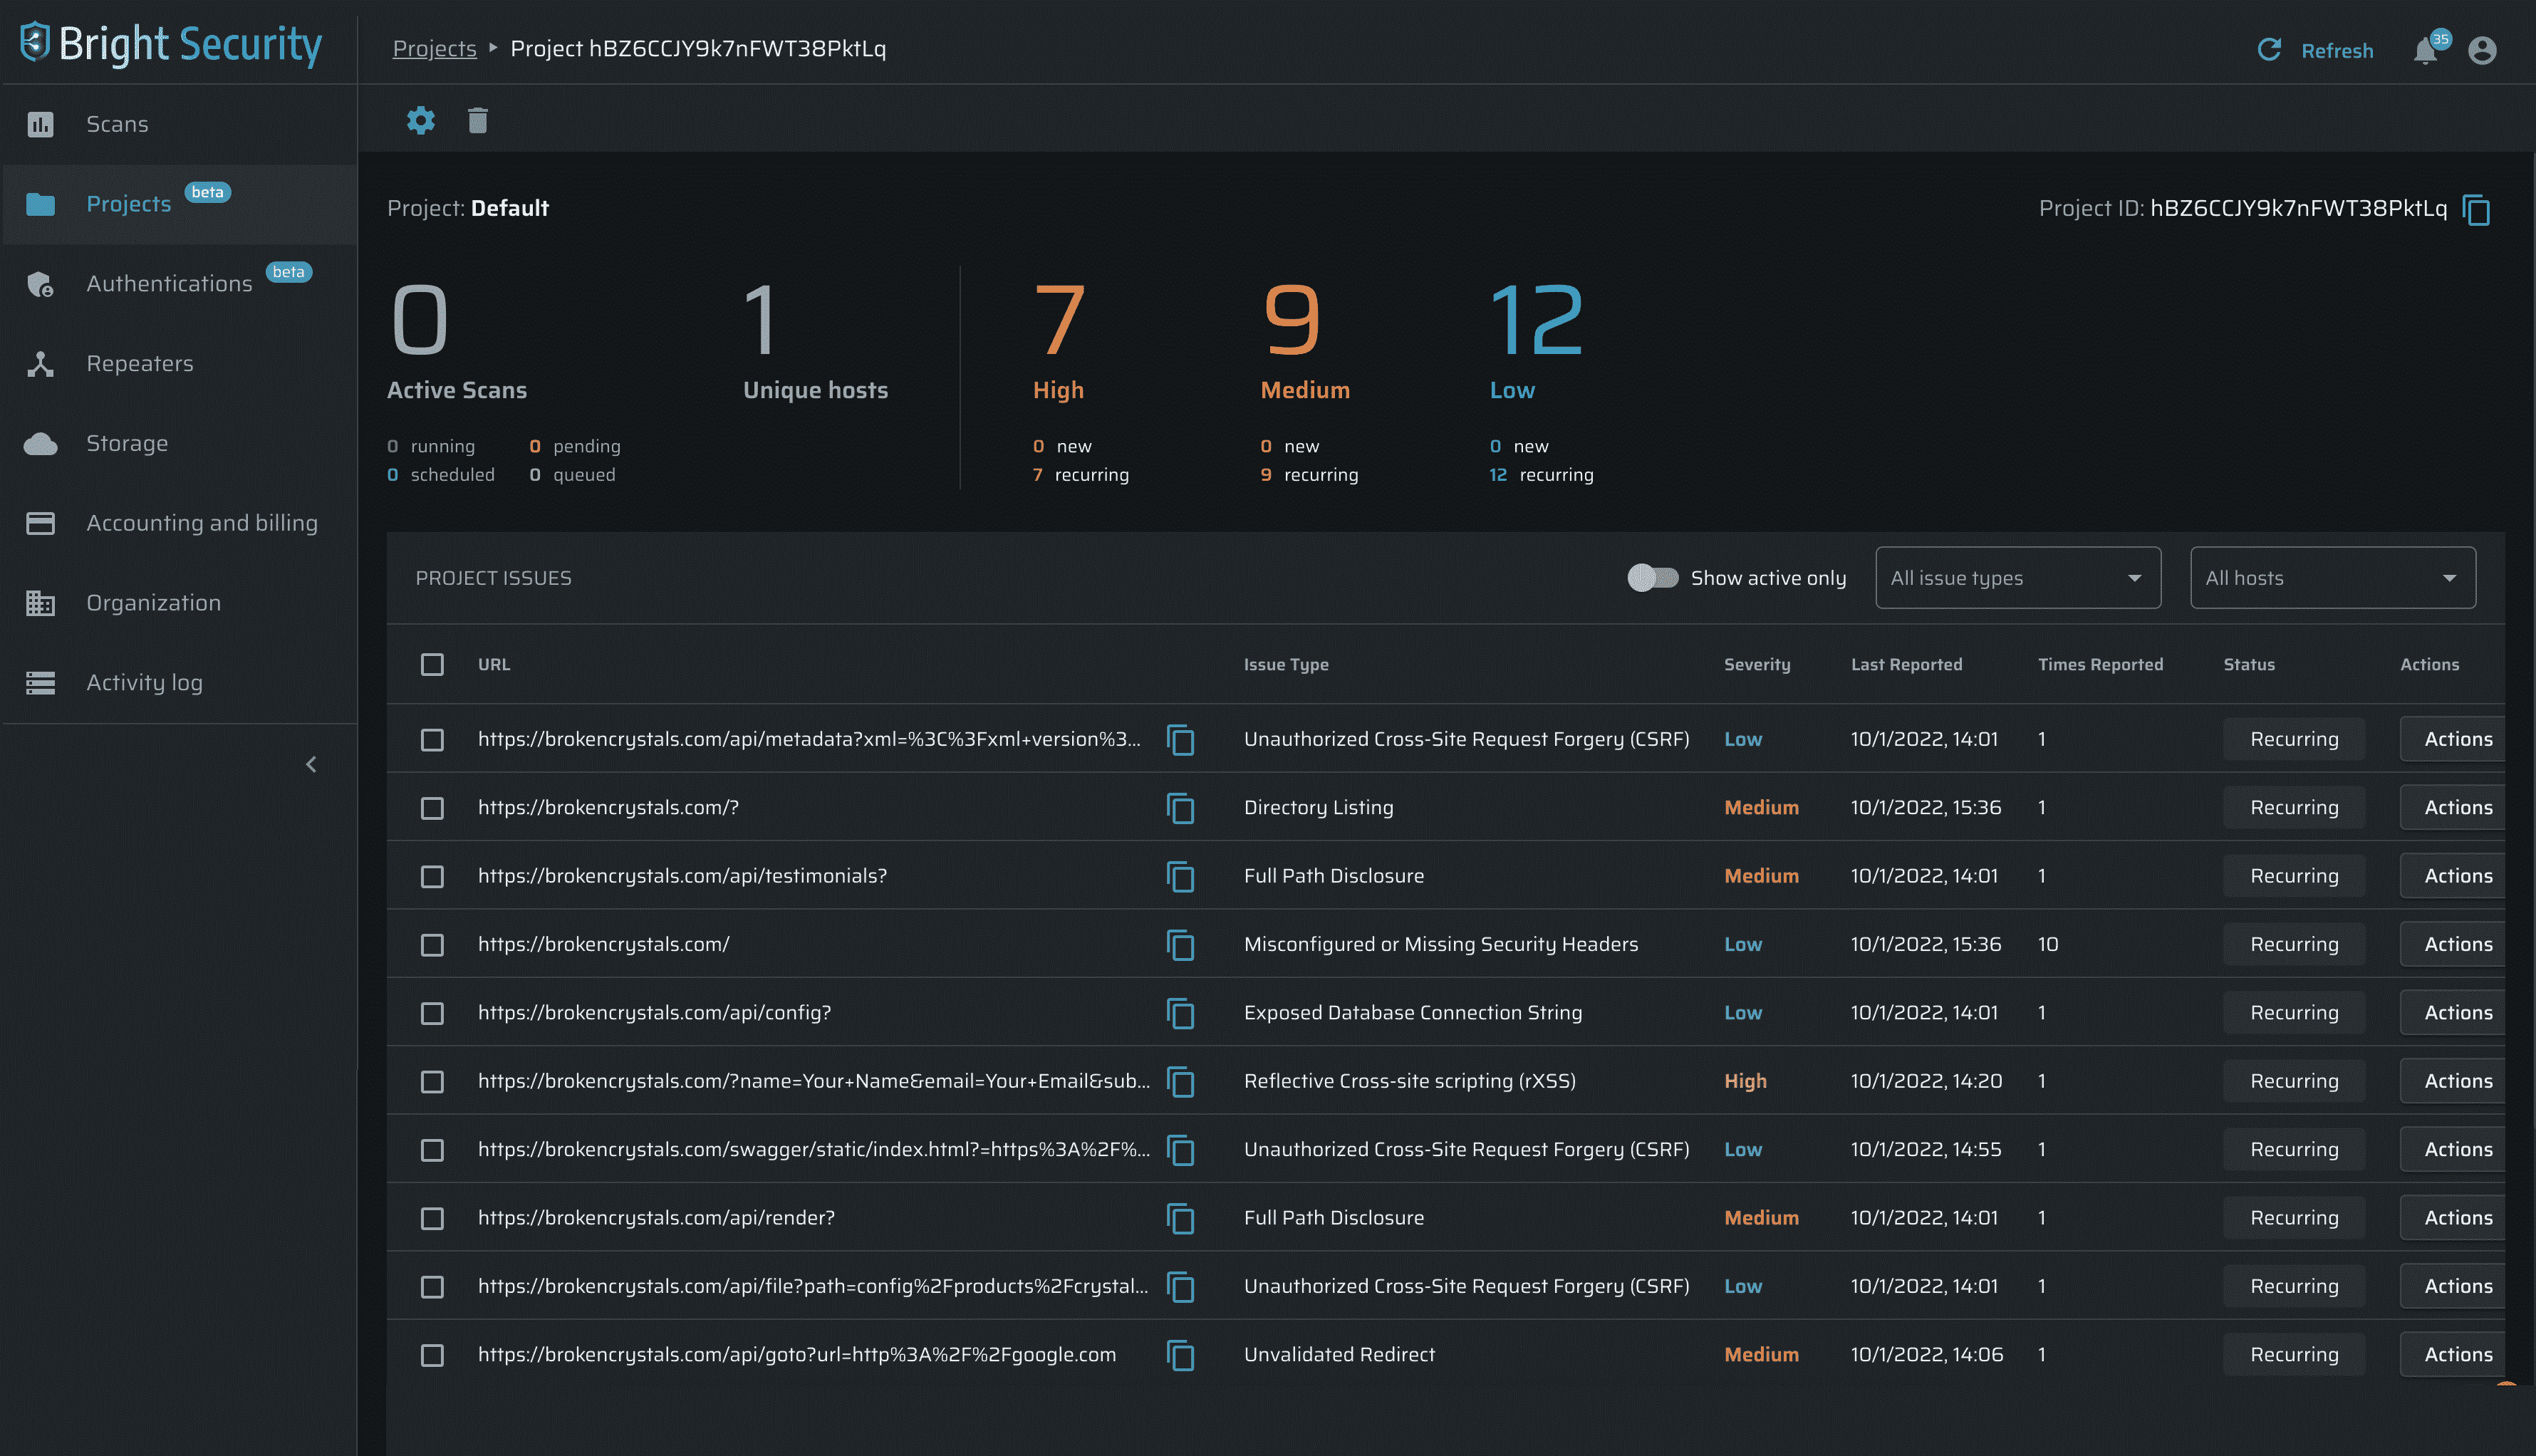 Bright Security
Projects ▸ Project hBZ6CCJY9k7nFWT38PktLq
Refresh
35
Scans
Projects beta
Authentications beta
Repeaters
Storage
Accounting and billing
Organization
Activity log
Project: Default
Project ID: hBZ6CCJY9k7nFWT38PktLq
0 1 7 9 12
Active Scans Unique hosts High Medium Low
0 running 0 pending 0 new 0 new 0 new
0 scheduled 0 queued 7 recurring 9 recurring 12 recurring
PROJECT ISSUES Show active only All issue types All hosts
URL Issue Type Severity Last Reported Times Reported Status Actions
https://brokencrystals.com/api/metadata?xml=%3C%3Fxml+version%3... Unauthorized Cross-Site Request Forgery (CSRF) Low 10/1/2022, 14:01 1 Recurring Actions
https://brokencrystals.com/? Directory Listing Medium 10/1/2022, 15:36 1 Recurring Actions
https://brokencrystals.com/api/testimonials? Full Path Disclosure Medium 10/1/2022, 14:01 1 Recurring Actions
https://brokencrystals.com/ Misconfigured or Missing Security Headers Low 10/1/2022, 15:36 10 Recurring Actions
https://brokencrystals.com/api/config? Exposed Database Connection String Low 10/1/2022, 14:01 1 Recurring Actions
https://brokencrystals.com/?name=Your+Name&email=Your+Email&sub... Reflective Cross-site scripting (rXSS) High 10/1/2022, 14:20 1 Recurring Actions
https://brokencrystals.com/swagger/static/index.html?=https%3A%2F%... Unauthorized Cross-Site Request Forgery (CSRF) Low 10/1/2022, 14:55 1 Recurring Actions
https://brokencrystals.com/api/render? Full Path Disclosure Medium 10/1/2022, 14:01 1 Recurring Actions
https://brokencrystals.com/api/file?path=config%2Fproducts%2Fcrystal... Unauthorized Cross-Site Request Forgery (CSRF) Low 10/1/2022, 14:01 1 Recurring Actions
https://brokencrystals.com/api/goto?url=http%3A%2F%2Fgoogle.com Unvalidated Redirect Medium 10/1/2022, 14:06 1 Recurring Actions